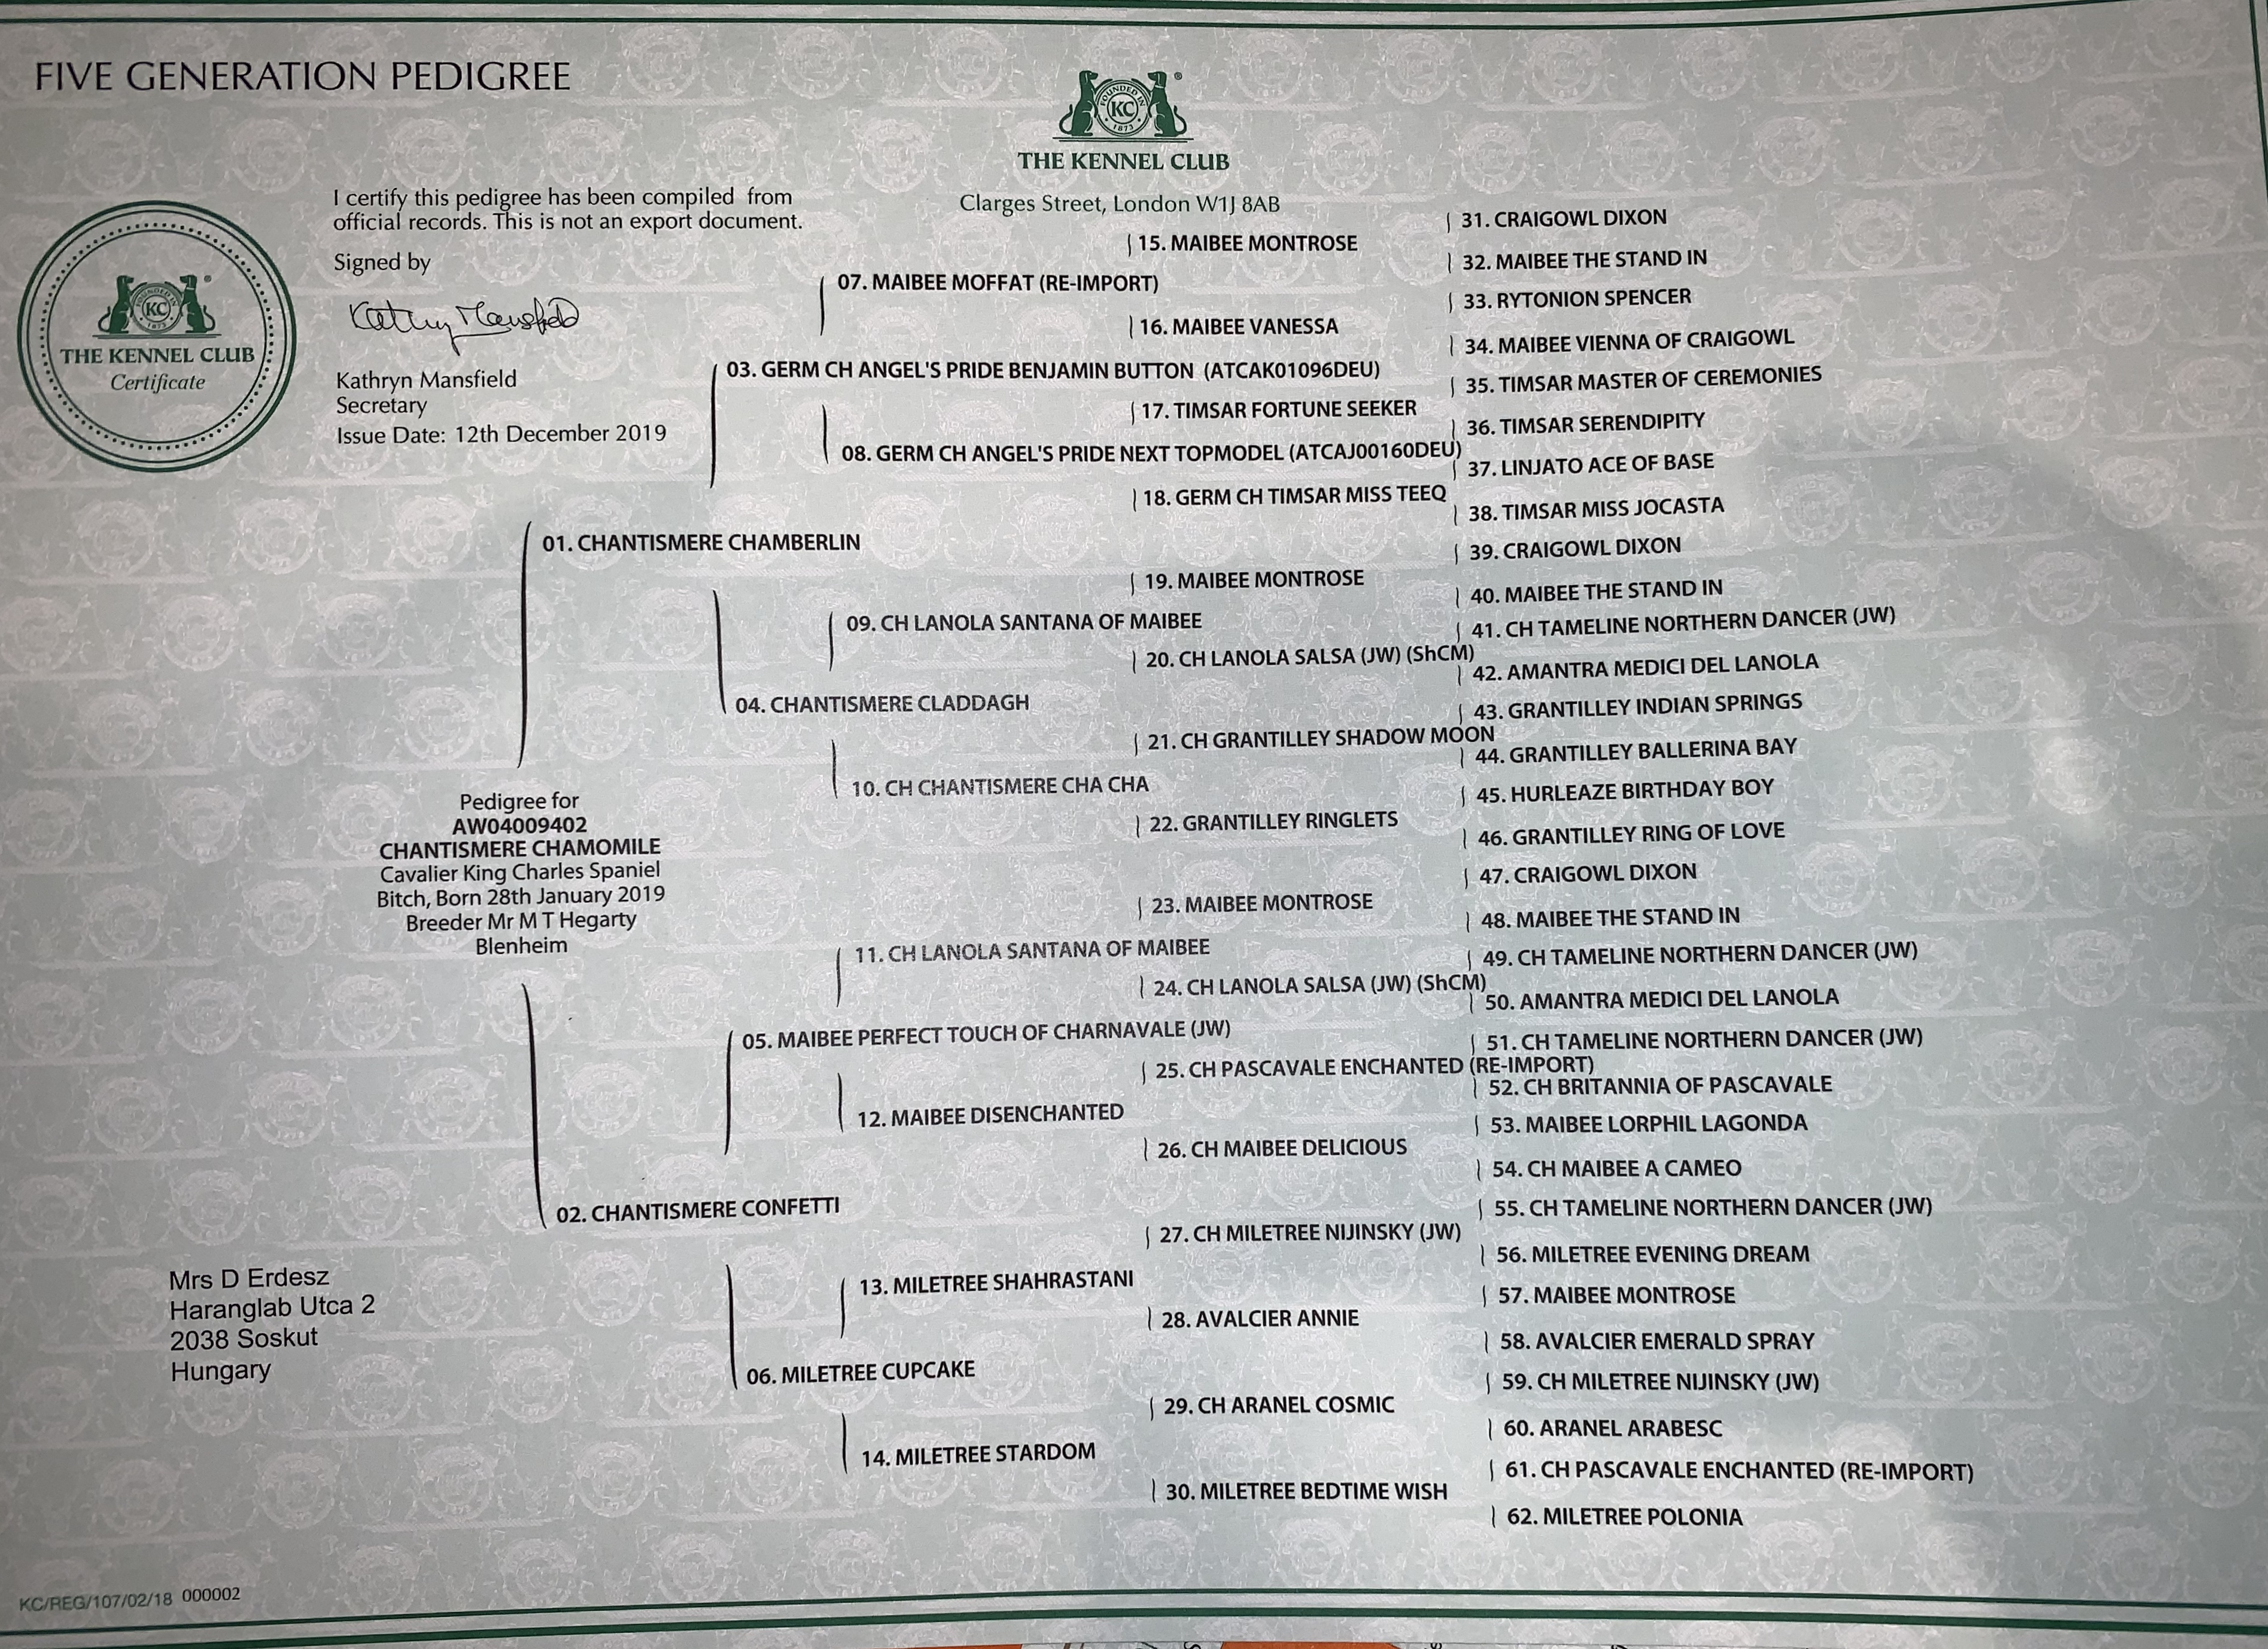 FIVE GENERATION PEDIGREE
FOUNDED IN
KC
1873
®
THE KENNEL CLUB
Clarges Street, London W1J 8AB
FOUNDED IN
KC
1873
®
THE KENNEL CLUB
Certificate
I certify this pedigree has been compiled from
official records. This is not an export document.
Signed by
Kathryn Mansfield
Kathryn Mansfield
Secretary
Issue Date: 12th December 2019
Pedigree for
AW04009402
CHANTISMERE CHAMOMILE
Cavalier King Charles Spaniel
Bitch, Born 28th January 2019
Breeder Mr M T Hegarty
Blenheim
01. CHANTISMERE CHAMBERLIN
02. CHANTISMERE CONFETTI
03. GERM CH ANGEL'S PRIDE BENJAMIN BUTTON (ATCAK01096DEU)
04. CHANTISMERE CLADDAGH
05. MAIBEE PERFECT TOUCH OF CHARNAVALE (JW)
06. MILETREE CUPCAKE
07. MAIBEE MOFFAT (RE-IMPORT)
08. GERM CH ANGEL'S PRIDE NEXT TOPMODEL (ATCAJ00160DEU)
09. CH LANOLA SANTANA OF MAIBEE
10. CH CHANTISMERE CHA CHA
11. CH LANOLA SANTANA OF MAIBEE
12. MAIBEE DISENCHANTED
13. MILETREE SHAHRASTANI
14. MILETREE STARDOM
15. MAIBEE MONTROSE
16. MAIBEE VANESSA
17. TIMSAR FORTUNE SEEKER
18. GERM CH TIMSAR MISS TEEQ
19. MAIBEE MONTROSE
20. CH LANOLA SALSA (JW) (ShCM)
21. CH GRANTILLEY SHADOW MOON
22. GRANTILLEY RINGLETS
23. MAIBEE MONTROSE
24. CH LANOLA SALSA (JW) (ShCM)
25. CH PASCAVALE ENCHANTED (RE-IMPORT)
26. CH MAIBEE DELICIOUS
27. CH MILETREE NIJINSKY (JW)
28. AVALCIER ANNIE
29. CH ARANEL COSMIC
30. MILETREE BEDTIME WISH
31. CRAIGOWL DIXON
32. MAIBEE THE STAND IN
33. RYTONION SPENCER
34. MAIBEE VIENNA OF CRAIGOWL
35. TIMSAR MASTER OF CEREMONIES
36. TIMSAR SERENDIPITY
37. LINJATO ACE OF BASE
38. TIMSAR MISS JOCASTA
39. CRAIGOWL DIXON
40. MAIBEE THE STAND IN
41. CH TAMELINE NORTHERN DANCER (JW)
42. AMANTRA MEDICI DEL LANOLA
43. GRANTILLEY INDIAN SPRINGS
44. GRANTILLEY BALLERINA BAY
45. HURLEAZE BIRTHDAY BOY
46. GRANTILLEY RING OF LOVE
47. CRAIGOWL DIXON
48. MAIBEE THE STAND IN
49. CH TAMELINE NORTHERN DANCER (JW)
50. AMANTRA MEDICI DEL LANOLA
51. CH TAMELINE NORTHERN DANCER (JW)
52. CH BRITANNIA OF PASCAVALE
53. MAIBEE LORPHIL LAGONDA
54. CH MAIBEE A CAMEO
55. CH TAMELINE NORTHERN DANCER (JW)
56. MILETREE EVENING DREAM
57. MAIBEE MONTROSE
58. AVALCIER EMERALD SPRAY
59. CH MILETREE NIJINSKY (JW)
60. ARANEL ARABESC
61. CH PASCAVALE ENCHANTED (RE-IMPORT)
62. MILETREE POLONIA
Mrs D Erdesz
Haranglab Utca 2
2038 Soskut
Hungary
KC/REG/107/02/18 000002